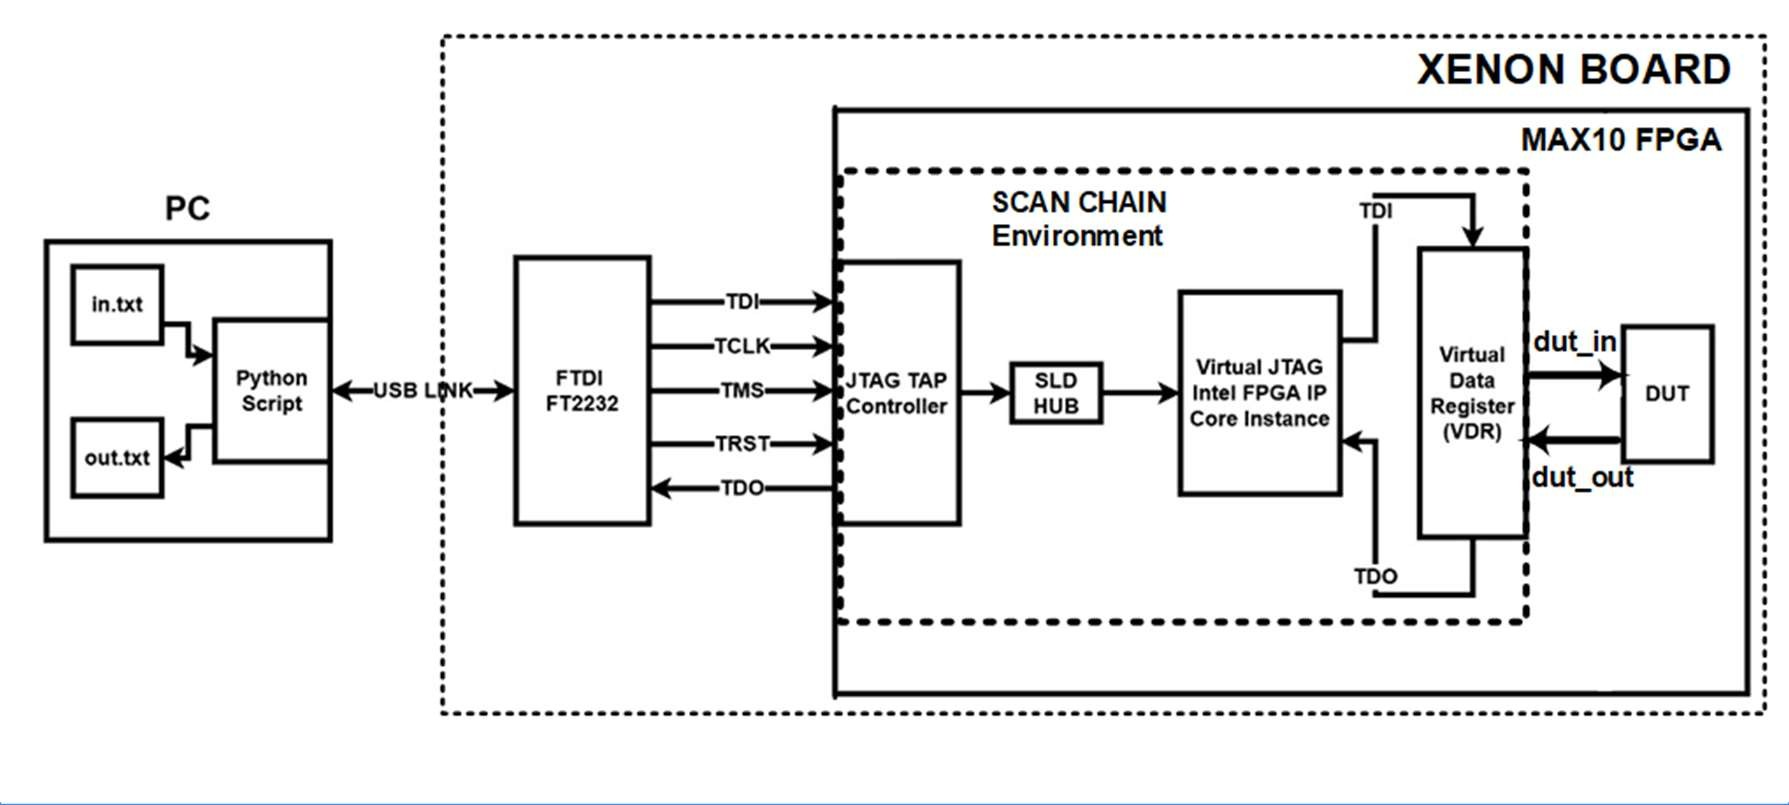 XENON BOARD
MAX10 FPGA
SCAN CHAIN
Environment
PC
in.txt
out.txt
Python
Script
USB LINK
FTDI
FT2232
TDI
TCLK
TMS
TRST
TDO
JTAG TAP
Controller
SLD
HUB
Virtual JTAG
Intel FPGA IP
Core Instance
TDI
TDO
Virtual
Data
Register
(VDR)
dut_in
dut_out
DUT